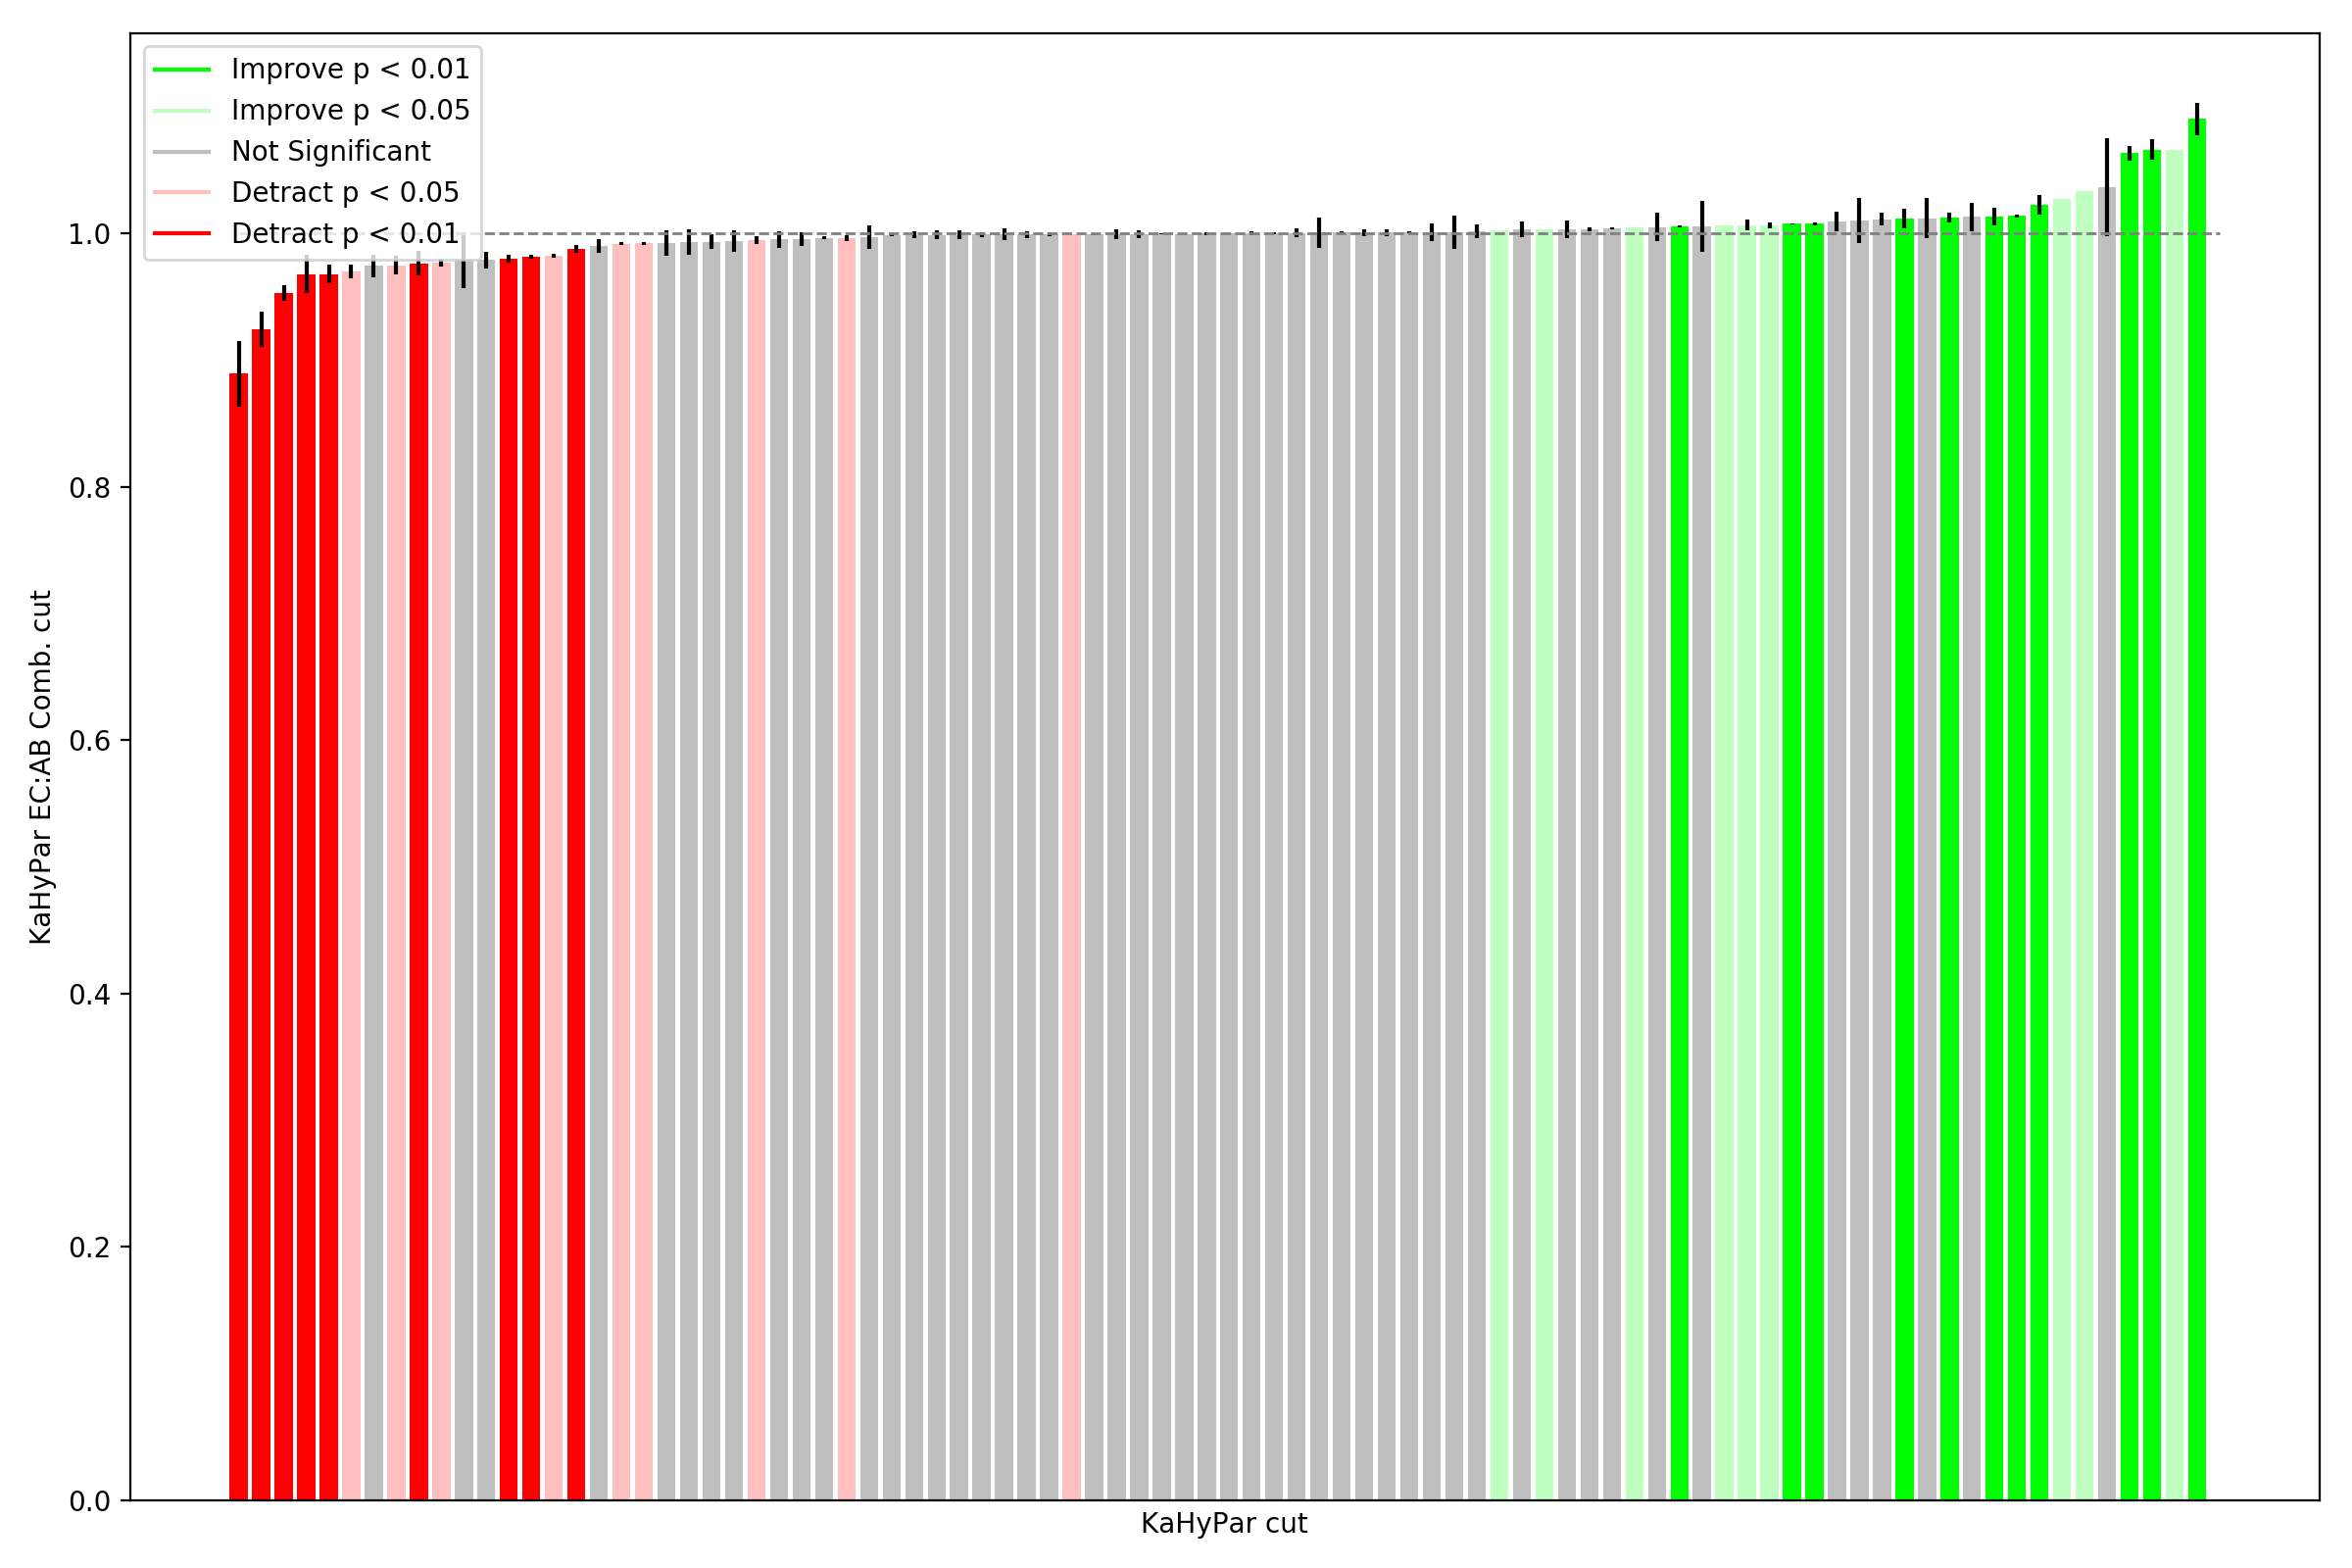 Improve p < 0.01
Improve p < 0.05
Not Significant
Detract p < 0.05
Detract p < 0.01
1.0
0.8
0.6
0.4
0.2
0.0
KaHyPar EC:AB Comb. cut
KaHyPar cut